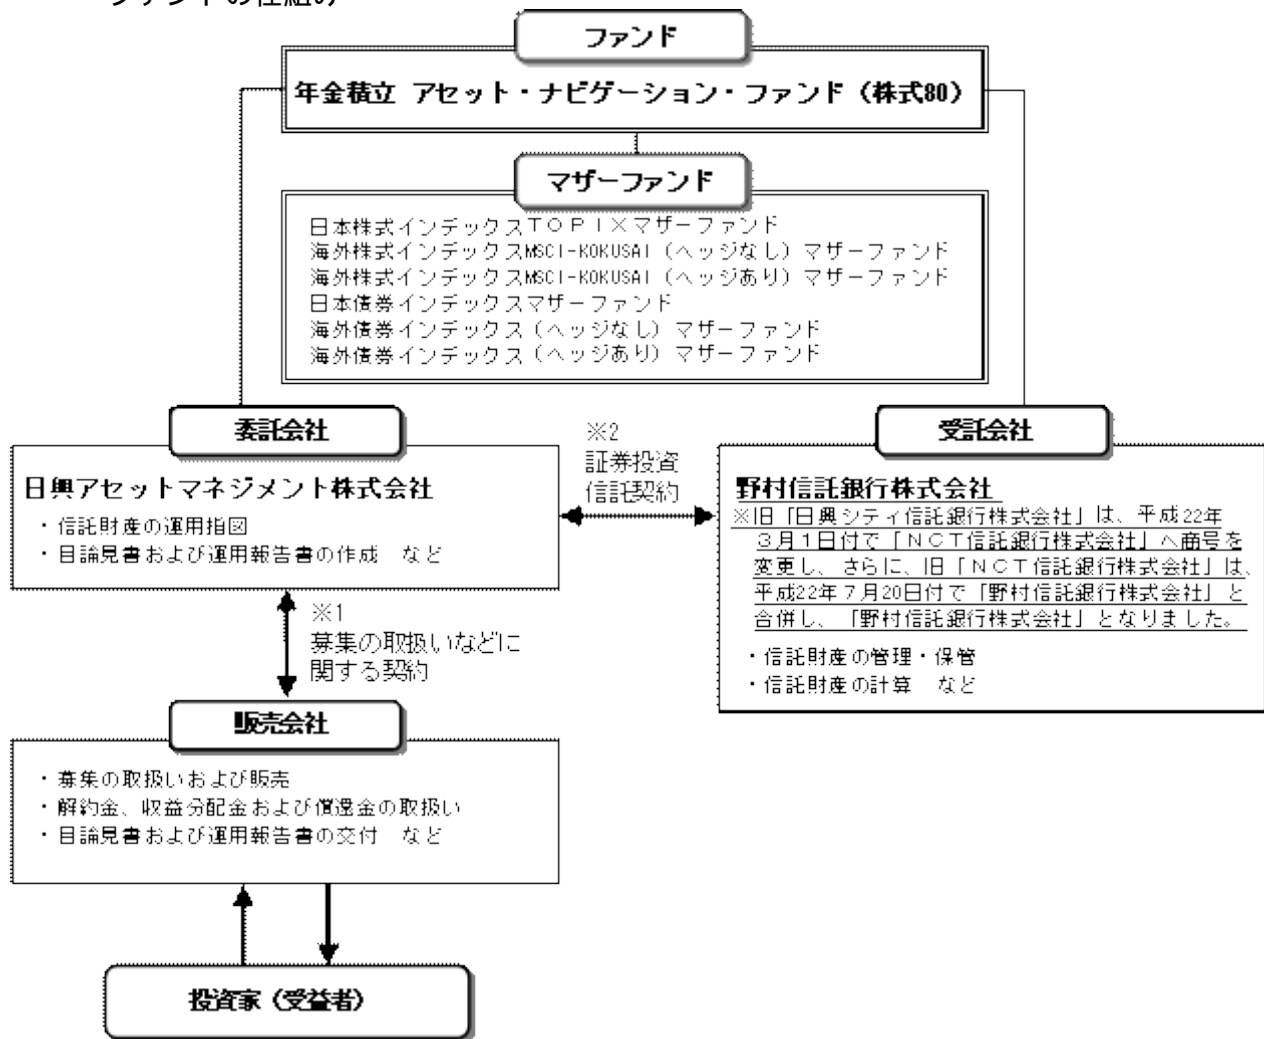 ファンドの仕組み
ファンド
年金積立 アセット・ナビゲーション・ファンド（株式80）
マザーファンド
日本株式インデックスＴＯＰＩＸマザーファンド
海外株式インデックスMSCI-KOKUSAI（ヘッジなし）マザーファンド
海外株式インデックスMSCI-KOKUSAI（ヘッジあり）マザーファンド
日本債券インデックスマザーファンド
海外債券インデックス（ヘッジなし）マザーファンド
海外債券インデックス（ヘッジあり）マザーファンド
委託会社
日興アセットマネジメント株式会社
・信託財産の運用指図
・目論見書および運用報告書の作成　など
※2
証券投資
信託契約
受託会社
野村信託銀行株式会社
※旧「日興シティ信託銀行株式会社」は、平成22年
３月１日付で「ＮＣＴ信託銀行株式会社」へ商号を
変更し、さらに、旧「ＮＣＴ信託銀行株式会社」は、
平成22年７月20日付で「野村信託銀行株式会社」と
合併し、「野村信託銀行株式会社」となりました。
・信託財産の管理・保管
・信託財産の計算　など
※1
募集の取扱いなどに
関する契約
販売会社
・募集の取扱いおよび販売
・解約金、収益分配金および償還金の取扱い
・目論見書および運用報告書の交付　など
投資家（受益者）